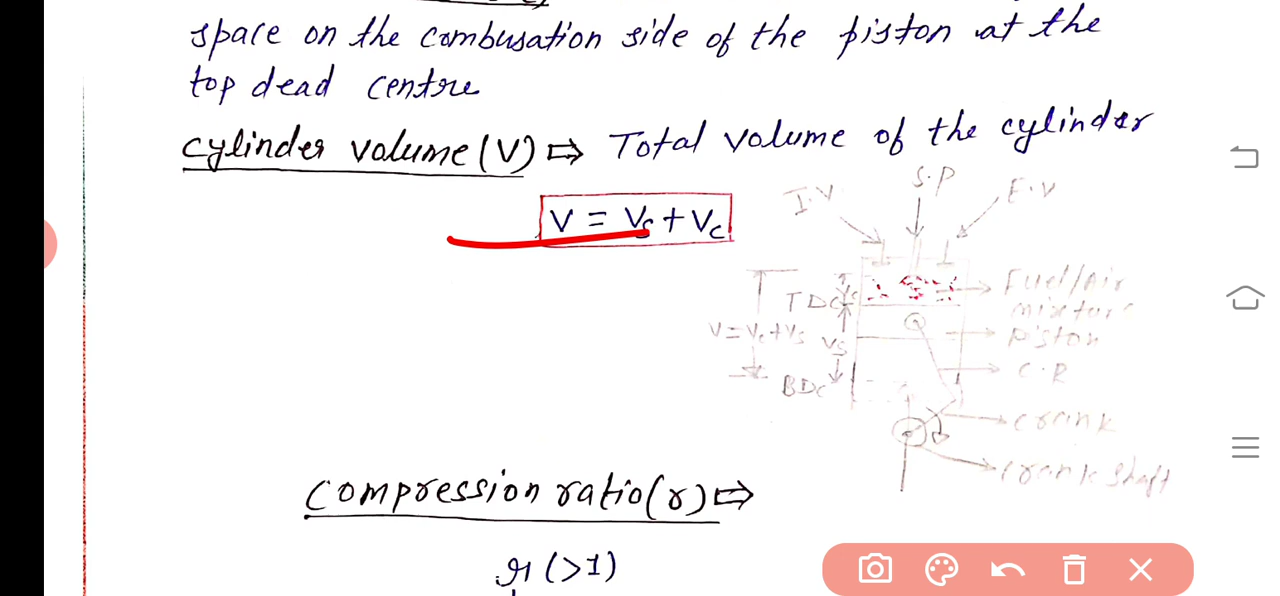 space on the combusation side of the piston at the
top dead centre
cylinder volume (V) ⇨ Total volume of the cylinder
V = Vs + Vc
I.V
S.P
E.V
TDC
Vc
Fuel/Air
mixture
V=Vc+Vs
Vs
piston
BDC
C.R
crank
crank shaft
compression ratio (r) ⇨
r (>1)